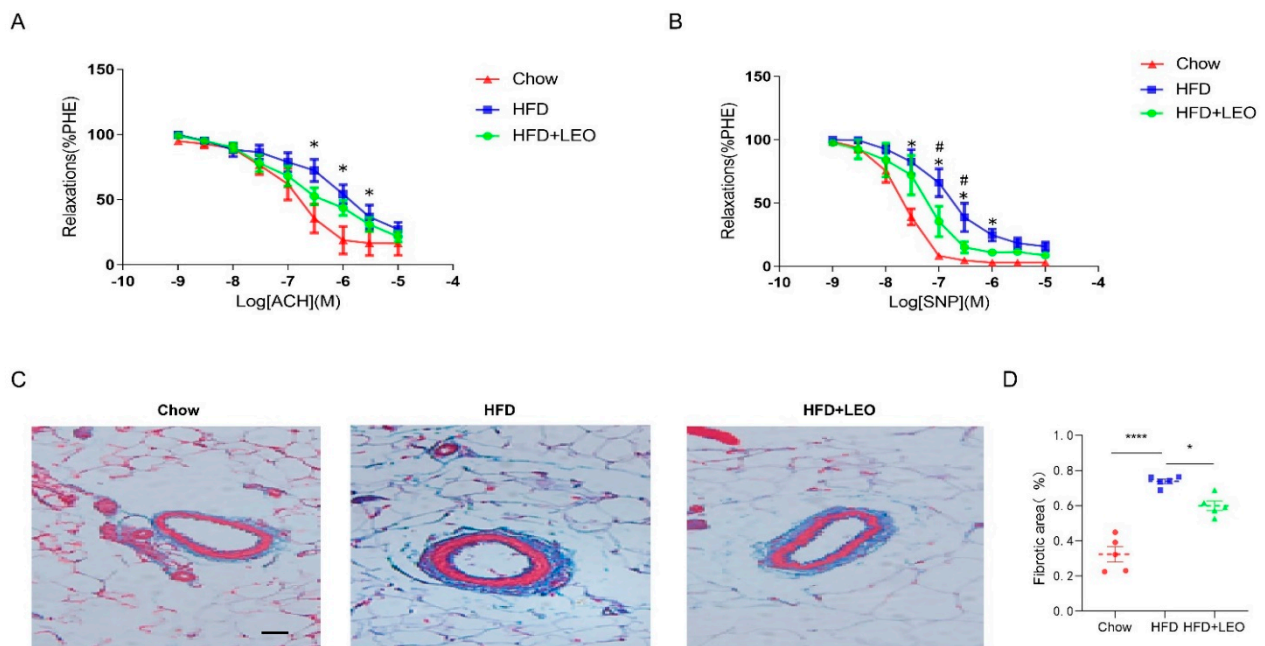 A
150
100
50
0
Relaxations(%PHE)
-10 -9 -8 -7 -6 -5 -4
Log[ACH](M)
* * *
Chow
HFD
HFD+LEO
B
150
100
50
0
Relaxations(%PHE)
-10 -9 -8 -7 -6 -5 -4
Log[SNP](M)
# #
* * * *
Chow
HFD
HFD+LEO
C
Chow HFD HFD+LEO
D
1.0
0.8
0.6
0.4
0.2
0.0
Fibrotic area( %)
**** *
Chow HFD HFD+LEO